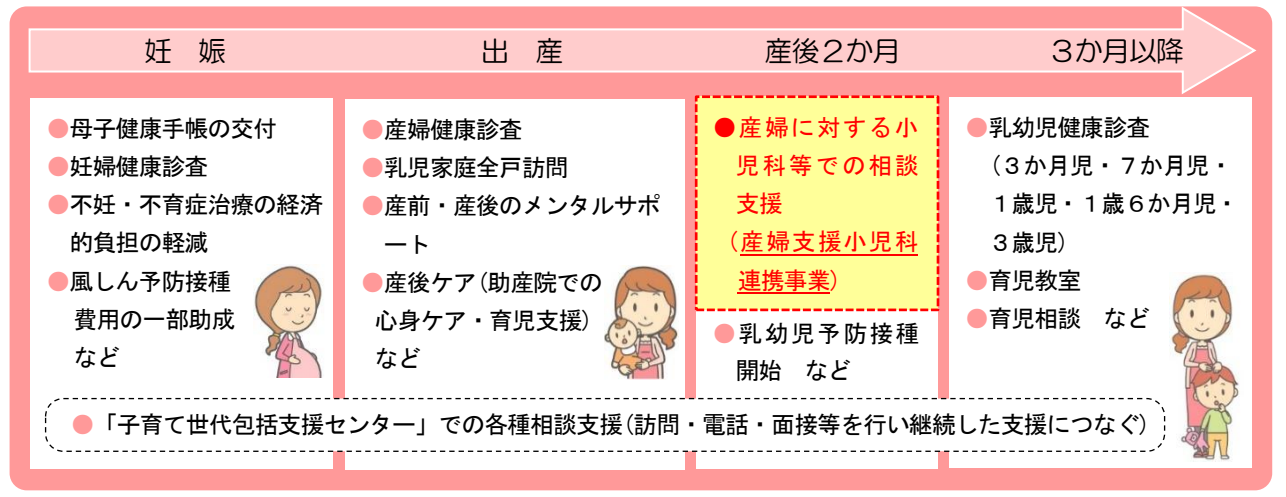 妊　娠
出　産
産後２か月
３か月以降
●母子健康手帳の交付
●妊婦健康診査
●不妊・不育症治療の経済
的負担の軽減
●風しん予防接種
費用の一部助成
など
●産婦健康診査
●乳児家庭全戸訪問
●産前・産後のメンタルサポ
ート
●産後ケア(助産院での
心身ケア・育児支援)
など
●産婦に対する小
児科等での相談
支援
(産婦支援小児科
連携事業)
●乳幼児予防接種
開始　など
●乳幼児健康診査
(３か月児・７か月児・
１歳児・１歳６か月児・
３歳児)
●育児教室
●育児相談　など
●「子育て世代包括支援センター」での各種相談支援(訪問・電話・面接等を行い継続した支援につなぐ)